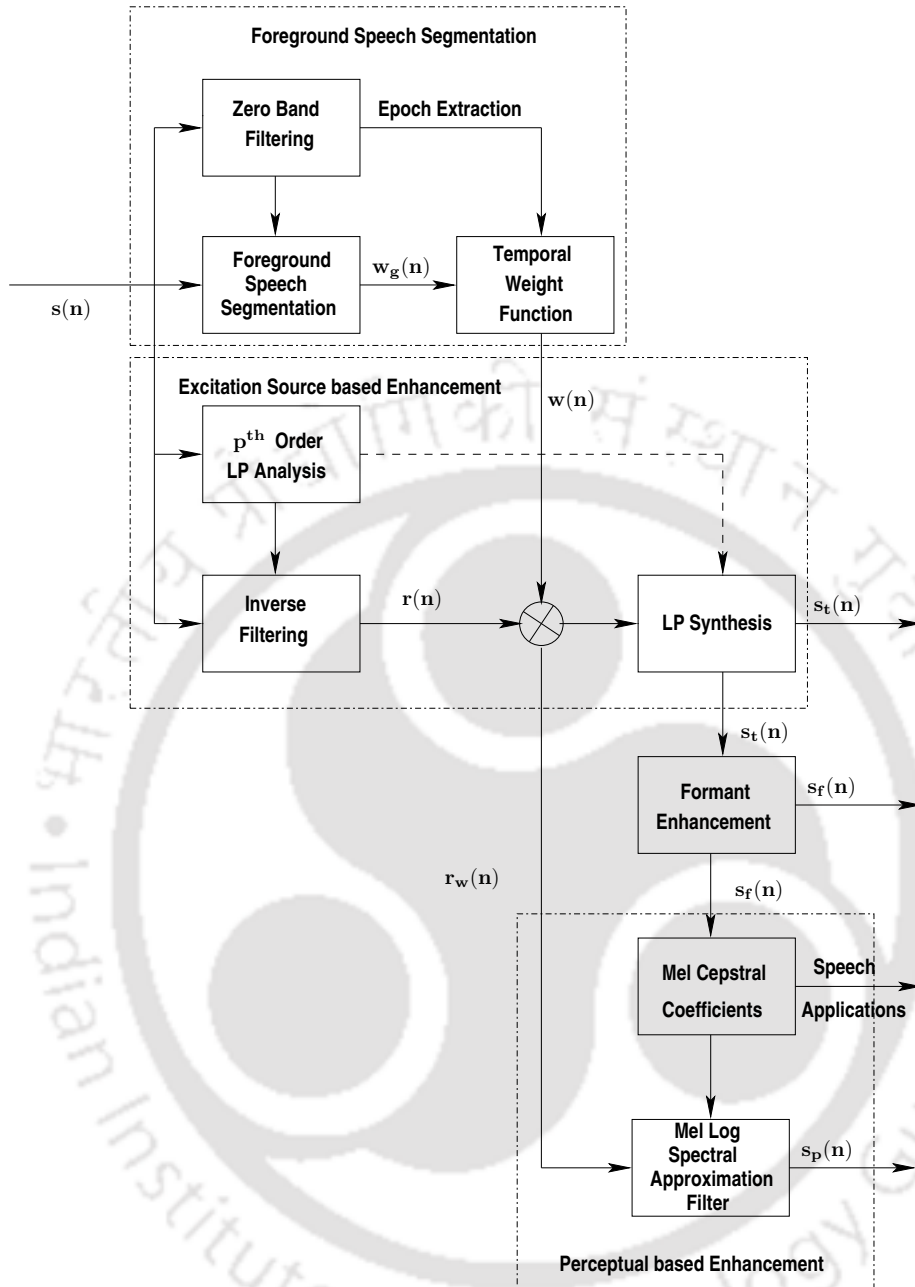 Foreground Speech Segmentation
Zero Band
Filtering
Epoch Extraction
Foreground
Speech
Segmentation
w_g(n)
Temporal
Weight
Function
s(n)
Excitation Source based Enhancement
w(n)
p^th Order
LP Analysis
Inverse
Filtering
r(n)
LP Synthesis
s_t(n)
s_t(n)
Formant
Enhancement
s_f(n)
r_w(n)
s_f(n)
Mel Cepstral
Coefficients
Speech
Applications
Mel Log
Spectral
Approximation
Filter
s_p(n)
Perceptual based Enhancement
Indian Institute